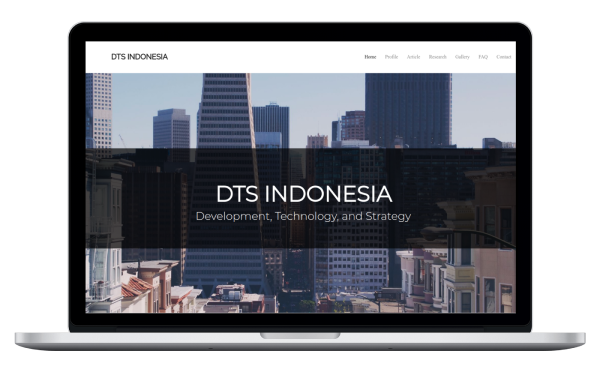 DTS INDONESIA
Home Profile Article Research Gallery FAQ Contact
DTS INDONESIA
Development, Technology, and Strategy